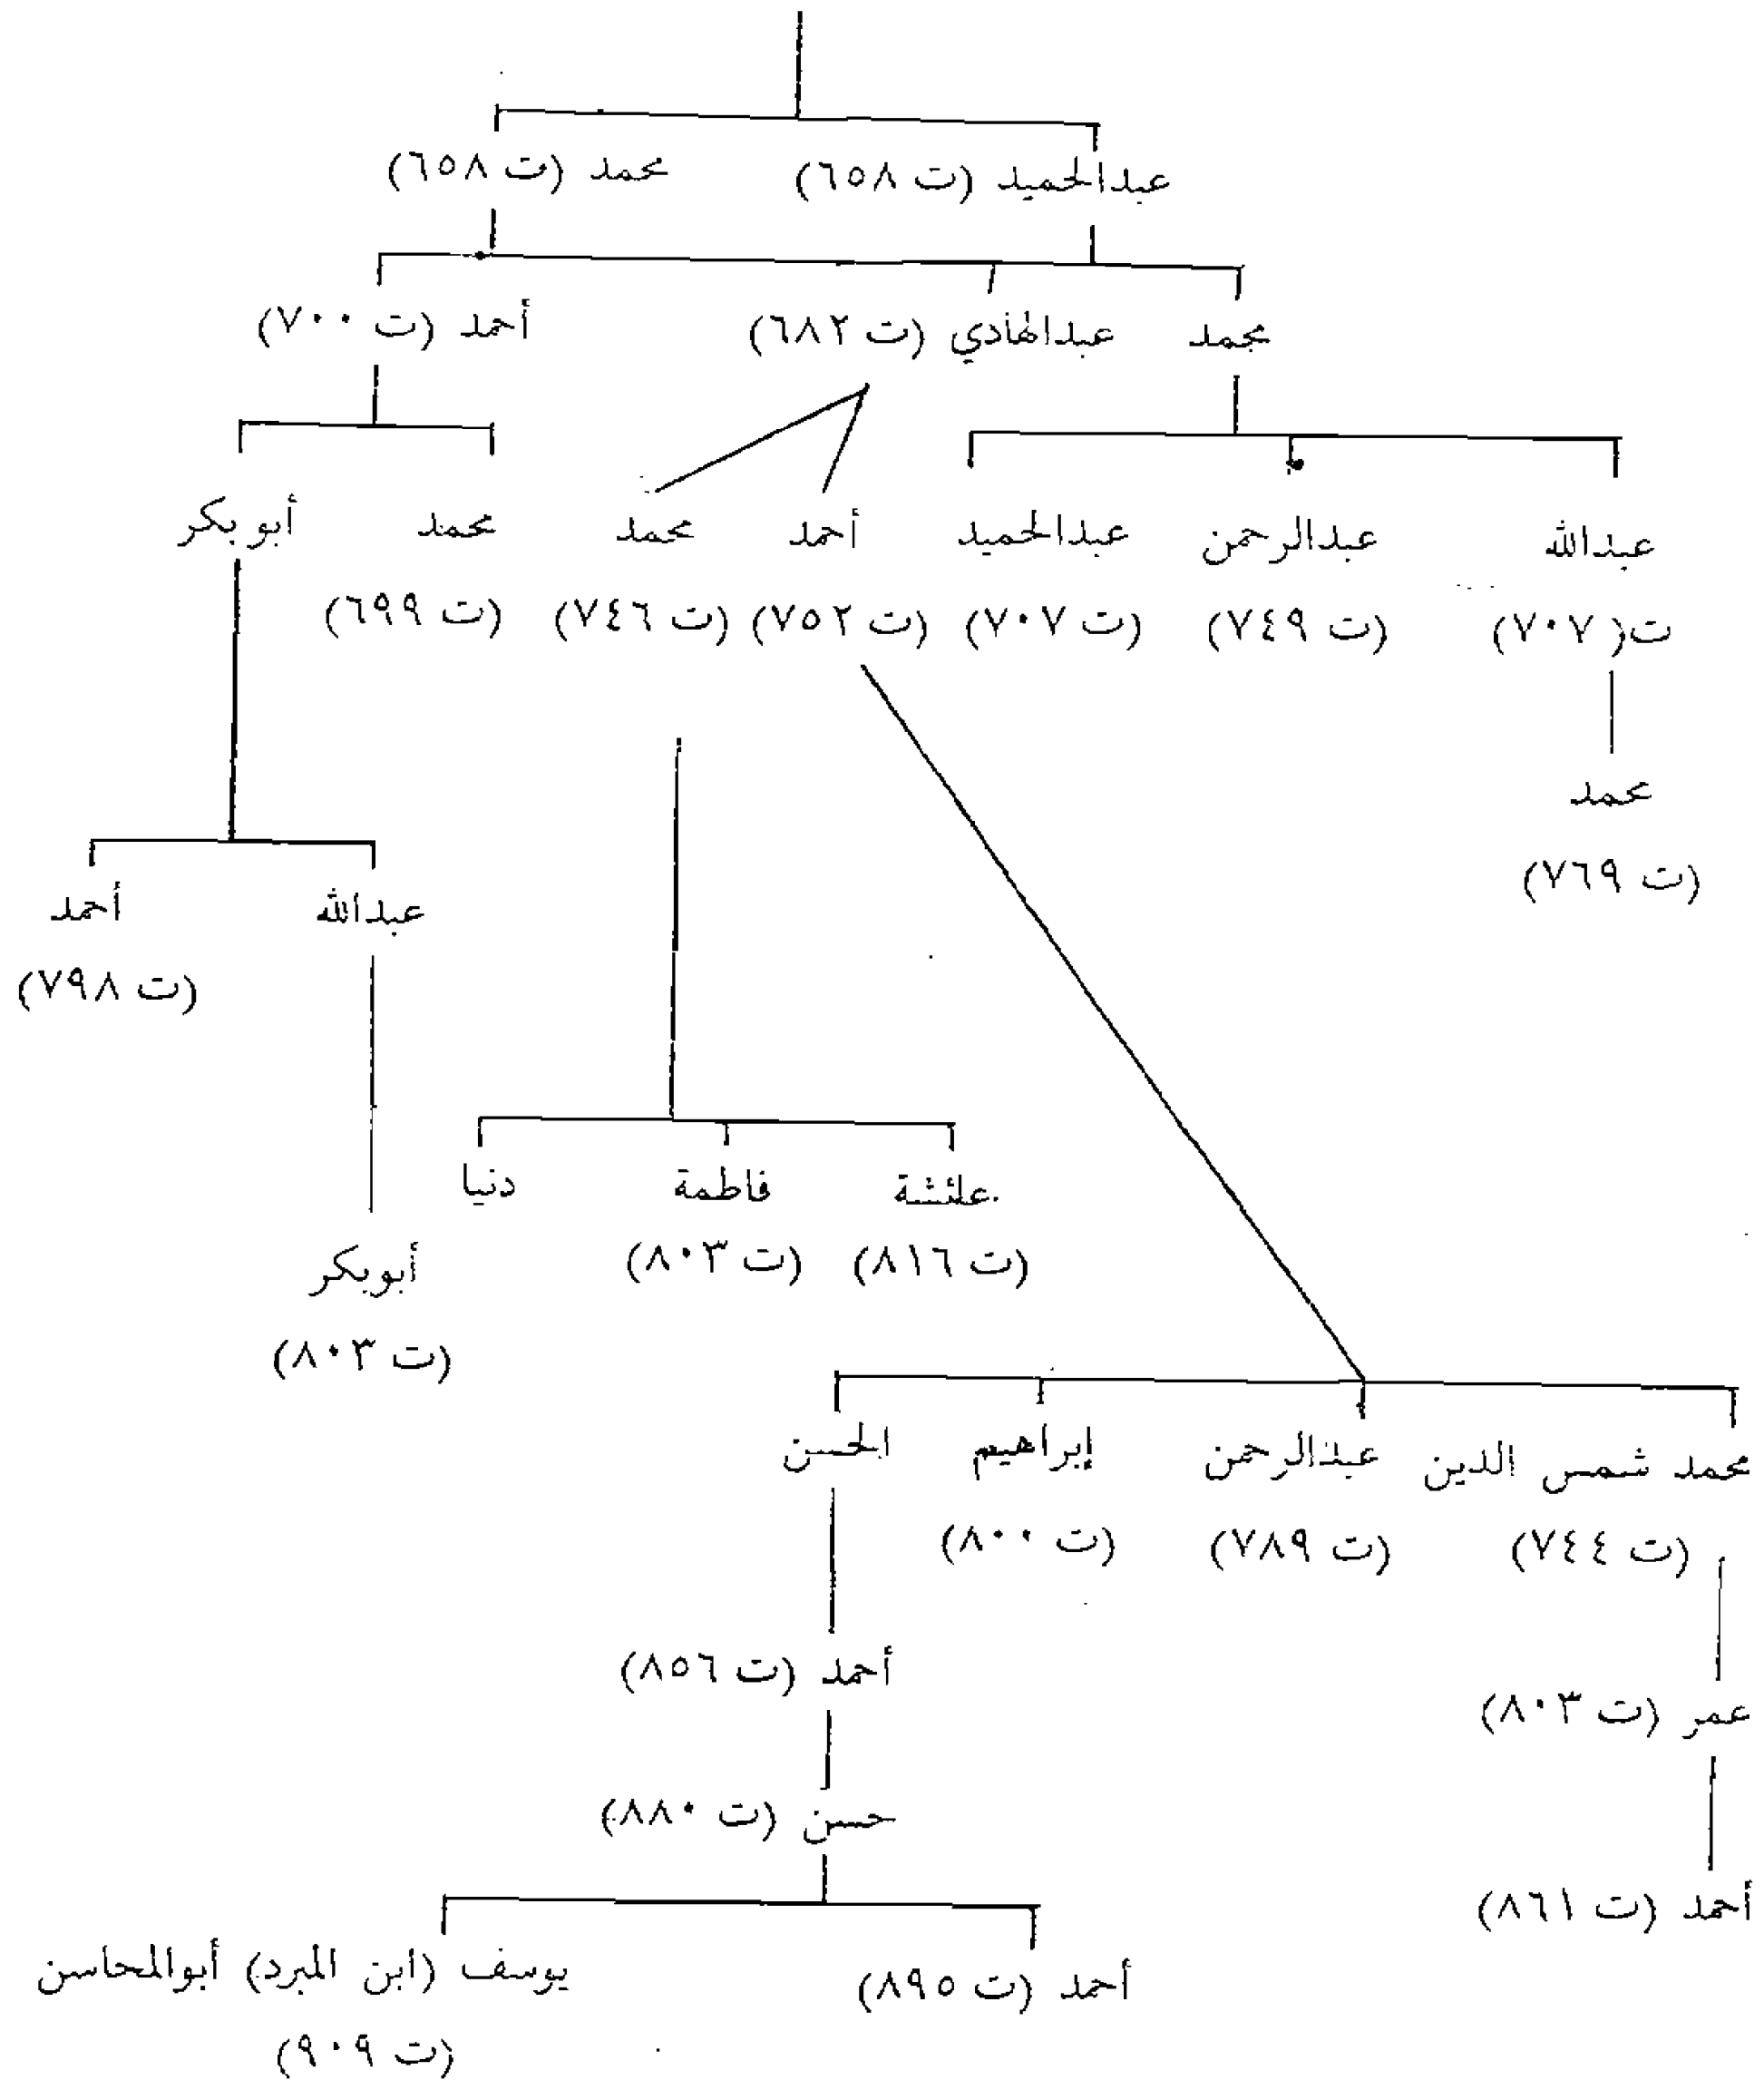 عبدالحميد (ت ٦٥٨) محمد (ت ٦٥٨)
محمد عبدالهادي (ت ٦٨٢) أحمد (ت ٧٠٠)
عبدالله عبدالرحمن عبدالحميد أحمد محمد محمد أبو بكر
ت( ٧٠٧) (ت ٧٤٩) (ت ٧٠٧) (ت ٧٥٢) (ت ٧٤٦) (ت ٦٩٩)
محمد
(ت ٧٦٩)
عبدالله أحمد
(ت ٧٩٨)
عائشة فاطمة دنيا
(ت ٨١٦) (ت ٨٠٣)
أبوبكر
(ت ٨٠٣)
محمد شمس الدين عبدالرحمن إبراهيم الحسن
(ت ٧٤٤) (ت ٧٨٩) (ت ٨٠٠)
أحمد (ت ٨٥٦)
عمر (ت ٨٠٣)
حسن (ت ٨٨٠)
أحمد (ت ٨٦١)
أحمد (ت ٨٩٥) يوسف (ابن المبرد) أبوالمحاسن
(ت ٩٠٩)